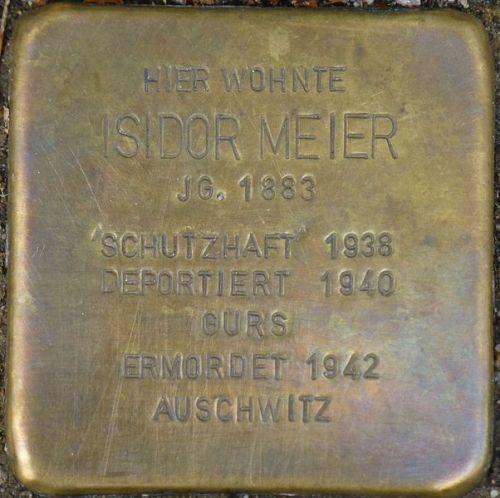 HIER WOHNTE
ISIDOR MEIER
JG. 1883
'SCHUTZHAFT' 1938
DEPORTIERT 1940
GURS
ERMORDET 1942
AUSCHWITZ